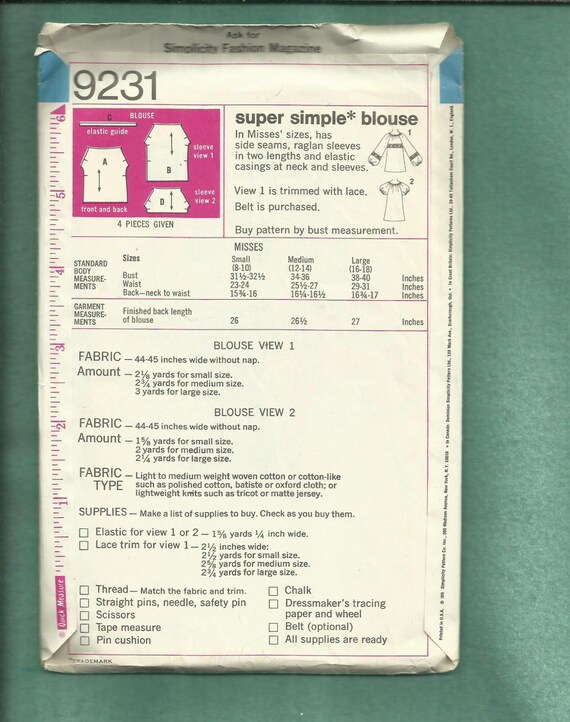 Ask for
Simplicity Fashion Magazine
9231
BLOUSE
C
elastic guide
A
B
D
sleeve
view 1
sleeve
view 2
front and back
4 PIECES GIVEN
super simple* blouse
In Misses' sizes, has
side seams, raglan sleeves
in two lengths and elastic
casings at neck and sleeves.
View 1 is trimmed with lace.
Belt is purchased.
Buy pattern by bust measurement.
1
2
MISSES
STANDARD BODY MEASURE- MENTS
Sizes Small Medium Large
(8-10) (12-14) (16-18)
Bust 31½-32½ 34-36 38-40 Inches
Waist 23-24 25½-27 29-31 Inches
Back—neck to waist 15¾-16 16¼-16½ 16¾-17 Inches
GARMENT MEASURE- MENTS
Finished back length
of blouse 26 26½ 27 Inches
BLOUSE VIEW 1
FABRIC — 44-45 inches wide without nap.
Amount — 2⅛ yards for small size.
2¾ yards for medium size.
3 yards for large size.
BLOUSE VIEW 2
FABRIC — 44-45 inches wide without nap.
Amount — 1⅝ yards for small size.
2 yards for medium size.
2¼ yards for large size.
FABRIC TYPE — Light to medium weight woven cotton or cotton-like
such as polished cotton, batiste or oxford cloth; or
lightweight knits such as tricot or matte jersey.
SUPPLIES — Make a list of supplies to buy. Check as you buy them.
Elastic for view 1 or 2 — 1⅝ yards ¼ inch wide.
Lace trim for view 1 — 2½ inches wide:
2½ yards for small size.
2⅝ yards for medium size.
2¾ yards for large size.
Thread — Match the fabric and trim.
Straight pins, needle, safety pin
Scissors
Tape measure
Pin cushion
Chalk
Dressmaker's tracing
paper and wheel
Belt (optional)
All supplies are ready
*TRADEMARK
6
5
4
3
2
1
Quick Measure
Printed in U.S.A.